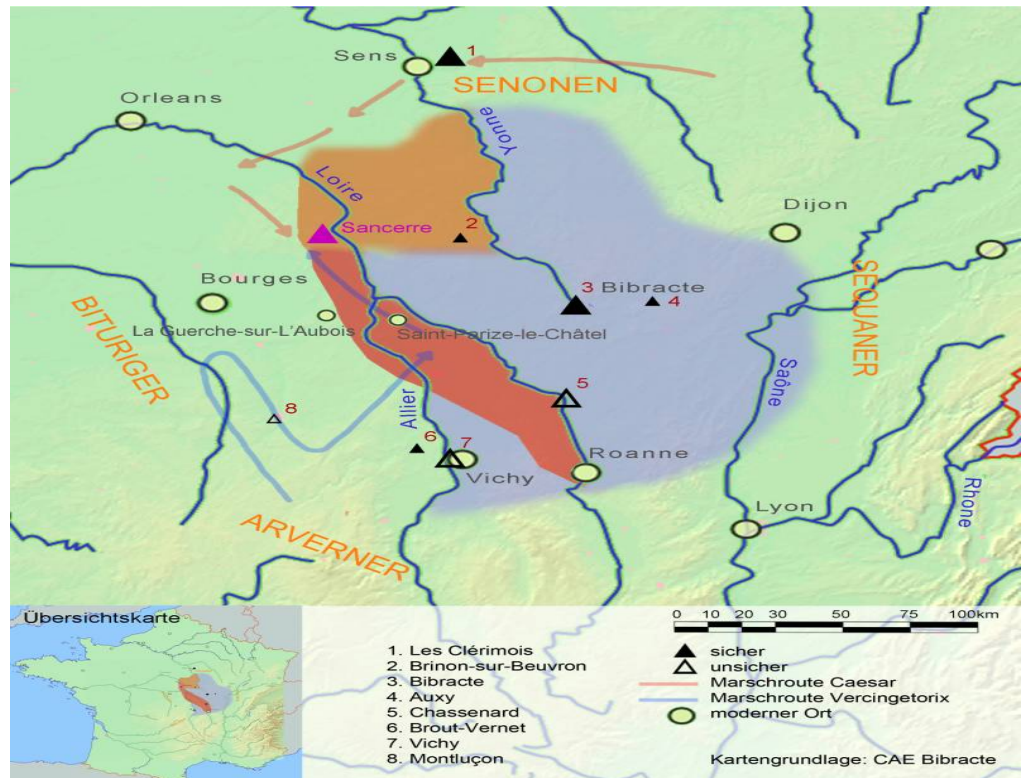 Sens
1
SENONEN
Orleans
Yonne
Loire
2
Sancerre
Dijon
Bourges
3
Bibracte
4
SEQUANER
La Guerche-sur-L'Aubois
Saint-Parize-le-Châtel
BITURIGER
Saône
5
8
Allier
6
7
Vichy
Roanne
Rhone
Lyon
ARVERNER
Übersichtskarte
0 10 20 30 50 75 100km
1. Les Clérimois
2. Brinon-sur-Beuvron
3. Bibracte
4. Auxy
5. Chassenard
6. Brout-Vernet
7. Vichy
8. Montluçon
sicher
unsicher
Marschroute Caesar
Marschroute Vercingetorix
moderner Ort
Kartengrundlage: CAE Bibracte